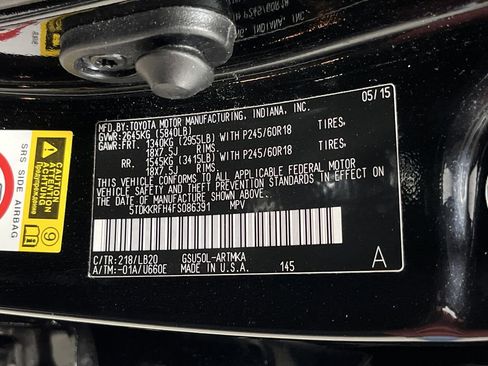 05/15
MFD.BY:TOYOTA MOTOR MANUFACTURING, INDIANA, INC.
GVWR:2645KG (5840LB)
GAWR:FRT. 1340KG (2955LB) WITH P245/60R18 TIRES,
18X7.5J RIMS.
RR. 1545KG (3415LB) WITH P245/60R18 TIRES,
18X7.5J RIMS.
THIS VEHICLE CONFORMS TO ALL APPLICABLE FEDERAL MOTOR
VEHICLE SAFETY AND THEFT PREVENTION STANDARDS IN EFFECT
ON THE DATE OF MANUFACTURE SHOWN ABOVE.
5TDKKRFH4FS086391 MPV
C/TR:218/LB20 GSU50L-ARTMKA
A/TM:-01A/U660E MADE IN U.S.A. 145
A
SRS SIDE AIRBAG
ATTENTION
ACHTUNG
Предупреждение